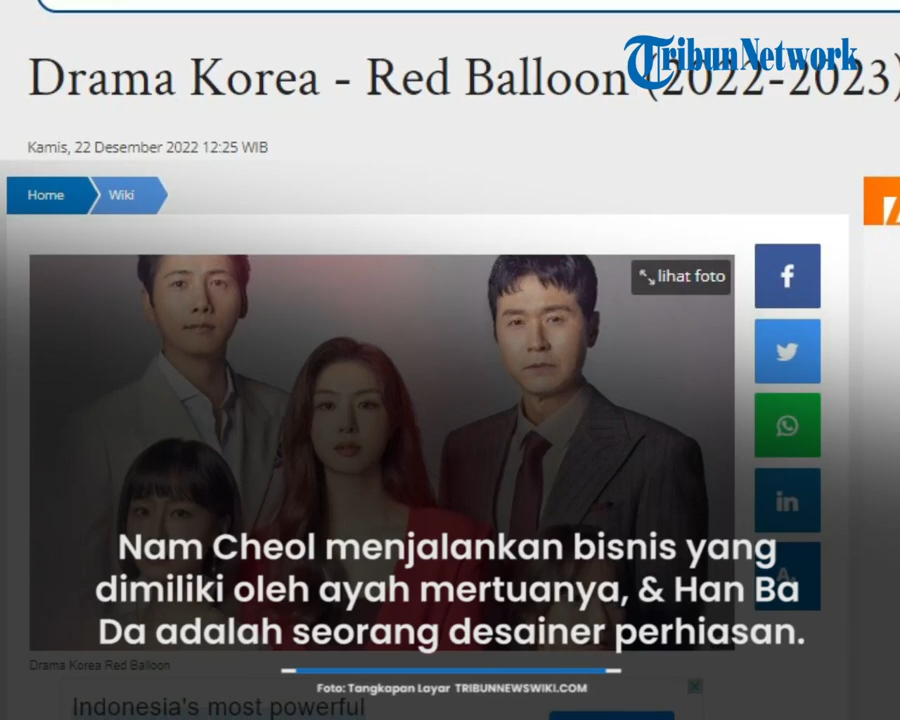 TribunNetwork
Drama Korea - Red Balloon (2022-2023)
Kamis, 22 Desember 2022 12:25 WIB
Home
Wiki
lihat foto
f
in
Nam Cheol menjalankan bisnis yang
dimiliki oleh ayah mertuanya, & Han Ba
Da adalah seorang desainer perhiasan.
Drama Korea Red Balloon
Foto: Tangkapan Layar TRIBUNNEWSWIKI.COM
Indonesia's most powerful